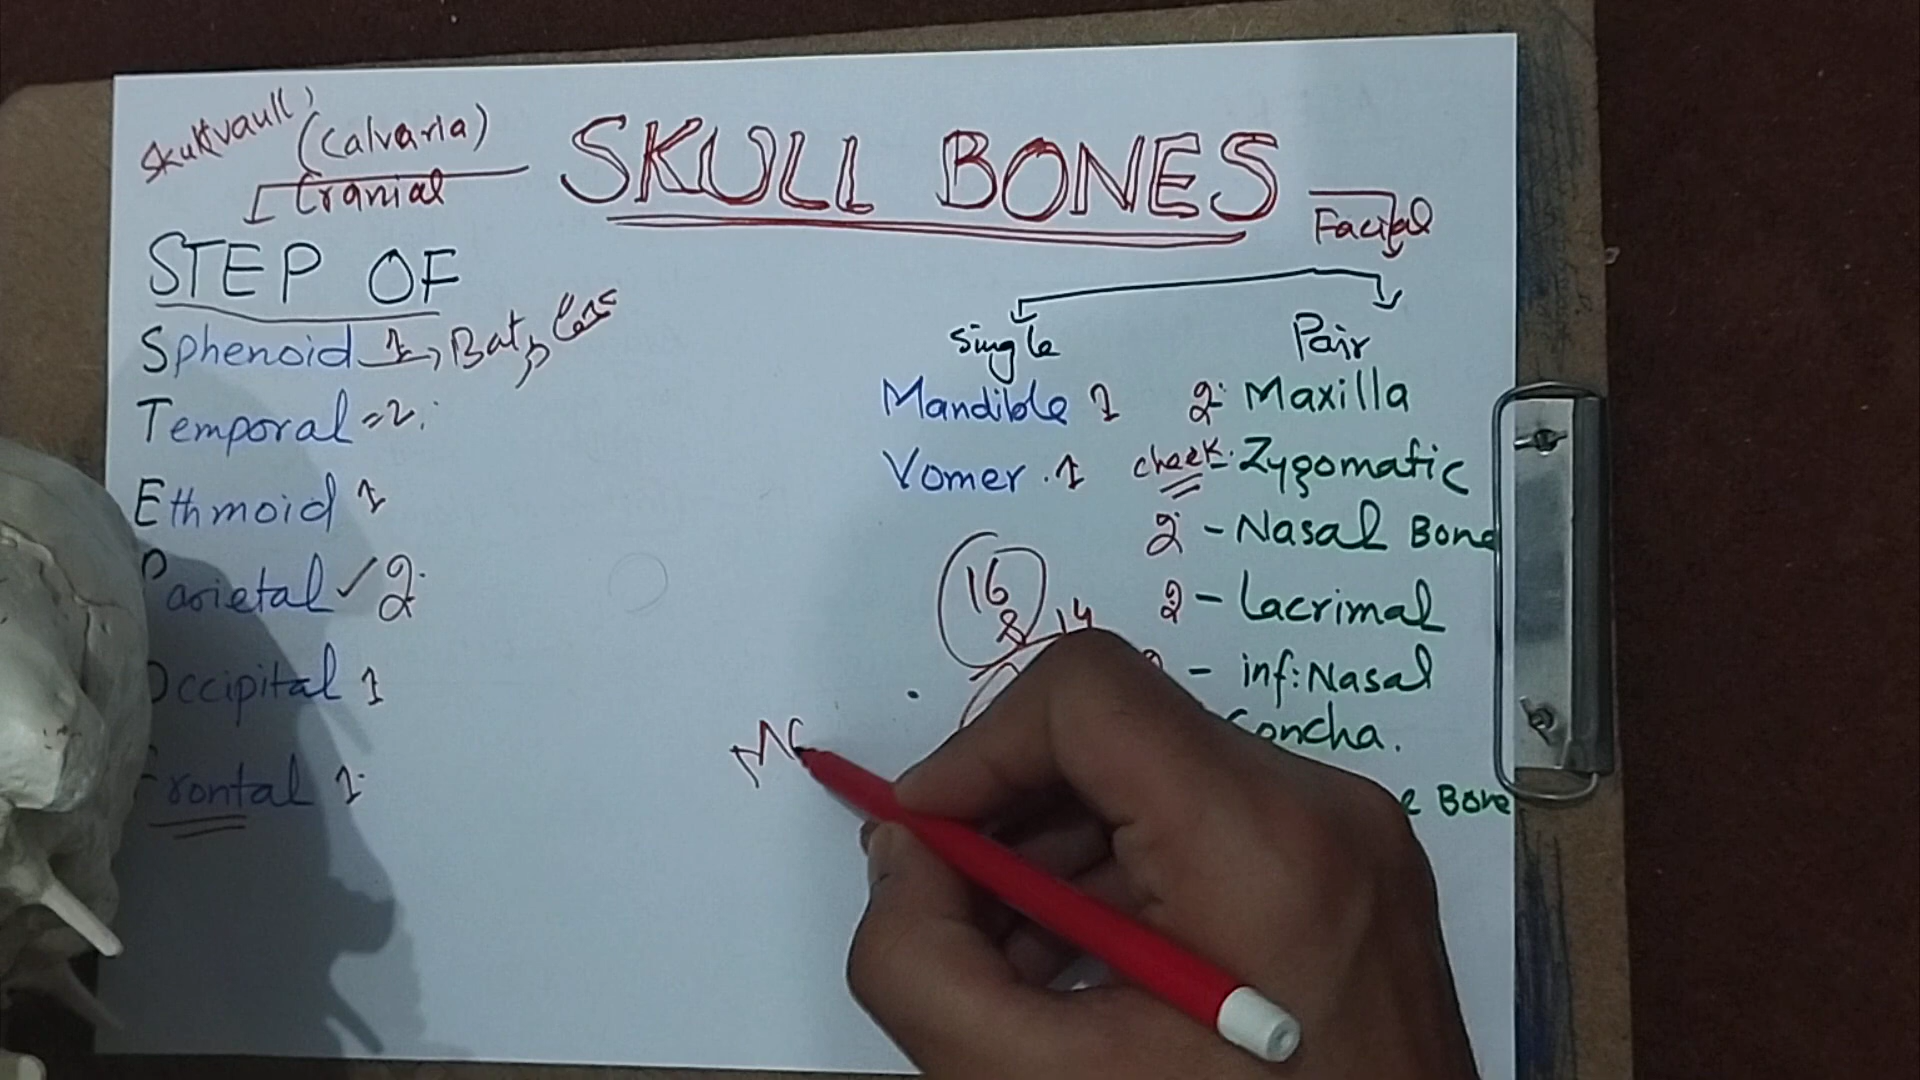 Skull vault
(Calvaria)
Cranial
SKULL BONES
Facial
STEP OF
Sphenoid 1, Bat,
Temporal = 2.
Ethmoid 1
Parietal ✓ 2
Occipital 1
Frontal 1
Single
Mandible 1
Vomer . 1
Pair
2 Maxilla
cheek - Zygomatic
2 - Nasal Bone
2 - Lacrimal
- inf: Nasal
Concha.
Bone
16
8
14